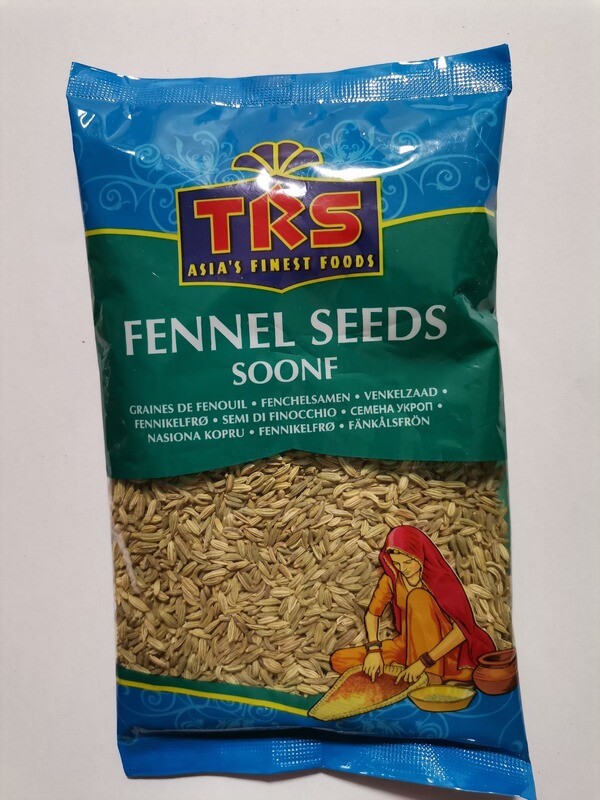 TRS
ASIA'S FINEST FOODS
FENNEL SEEDS
SOONF
GRAINES DE FENOUIL • FENCHELSAMEN • VENKELZAAD •
FENNIKELFRØ • SEMI DI FINOCCHIO • СЕМЕНА УКРОП •
NASIONA KOPRU • FENNIKELFRØ • FÄNKÅLSFRÖN